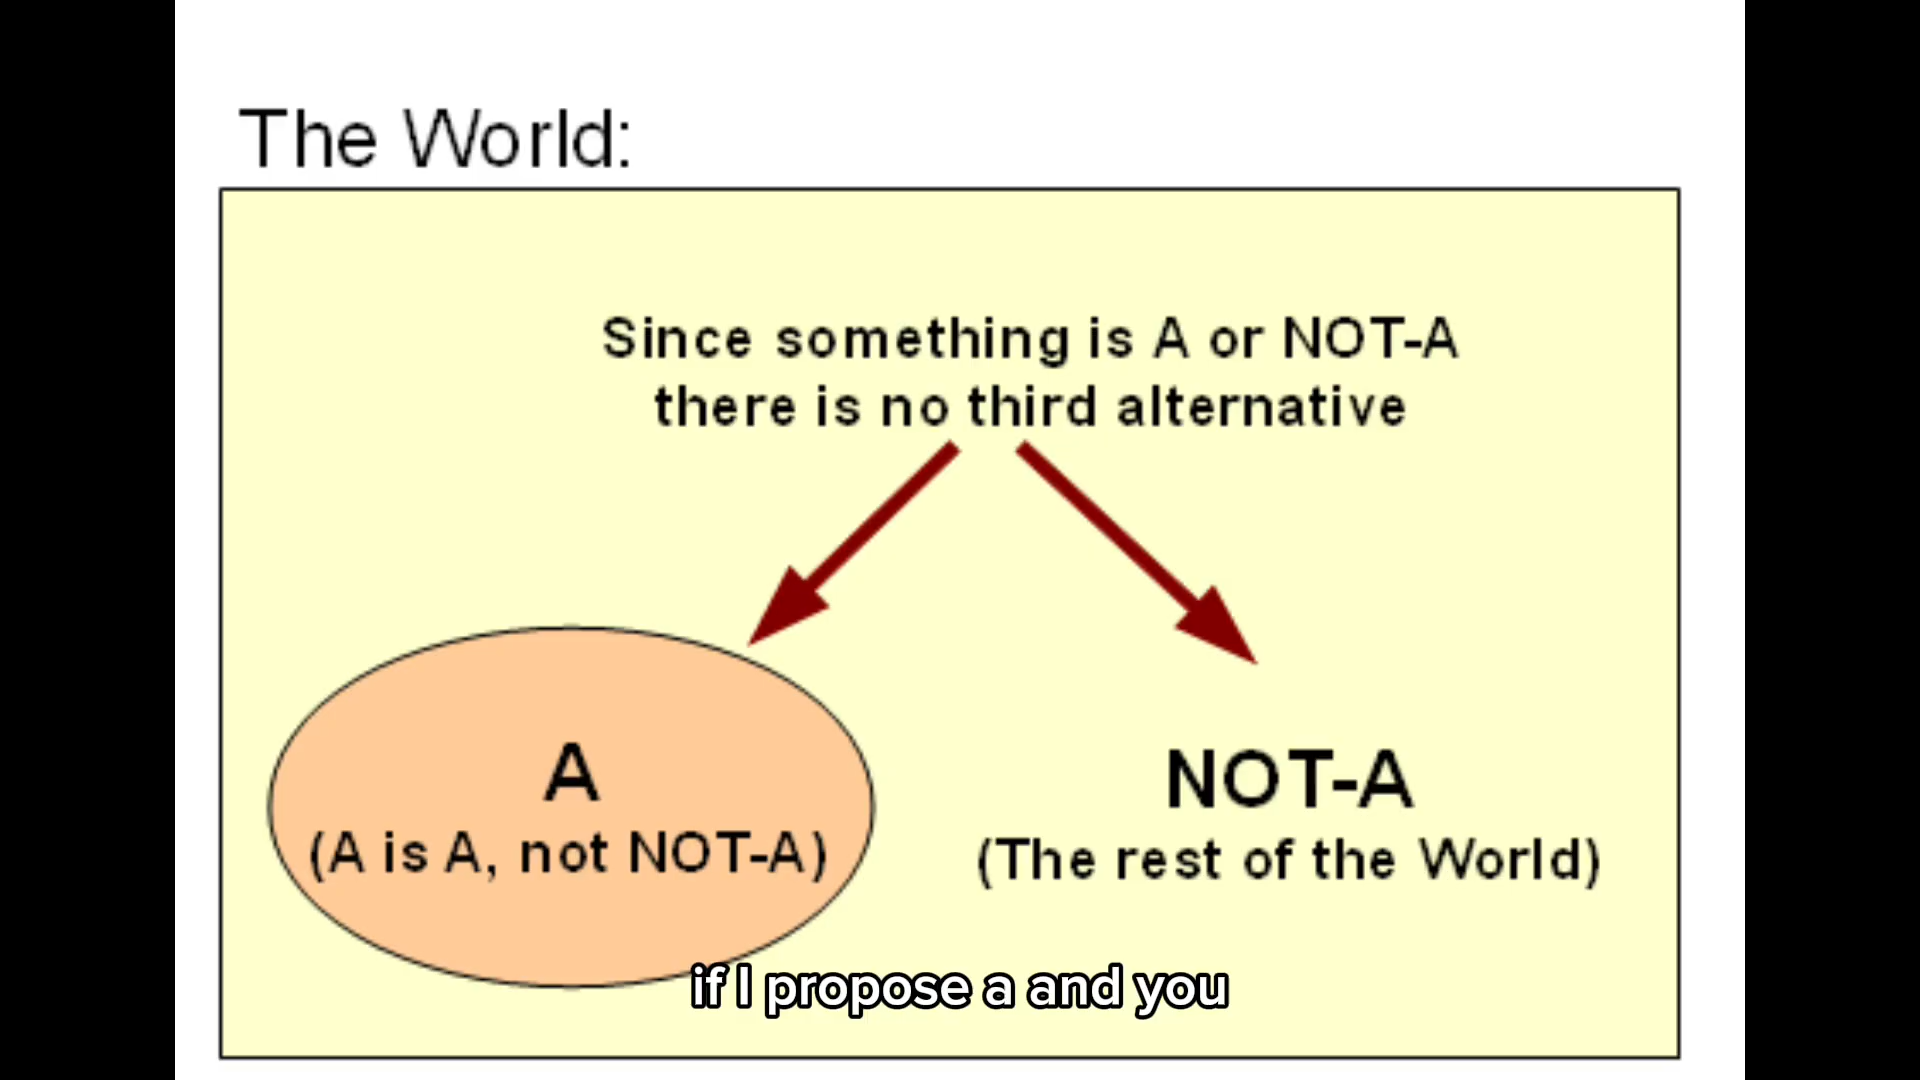 The World:
Since something is A or NOT-A
there is no third alternative
A
(A is A, not NOT-A)
NOT-A
(The rest of the World)
if I propose a and you